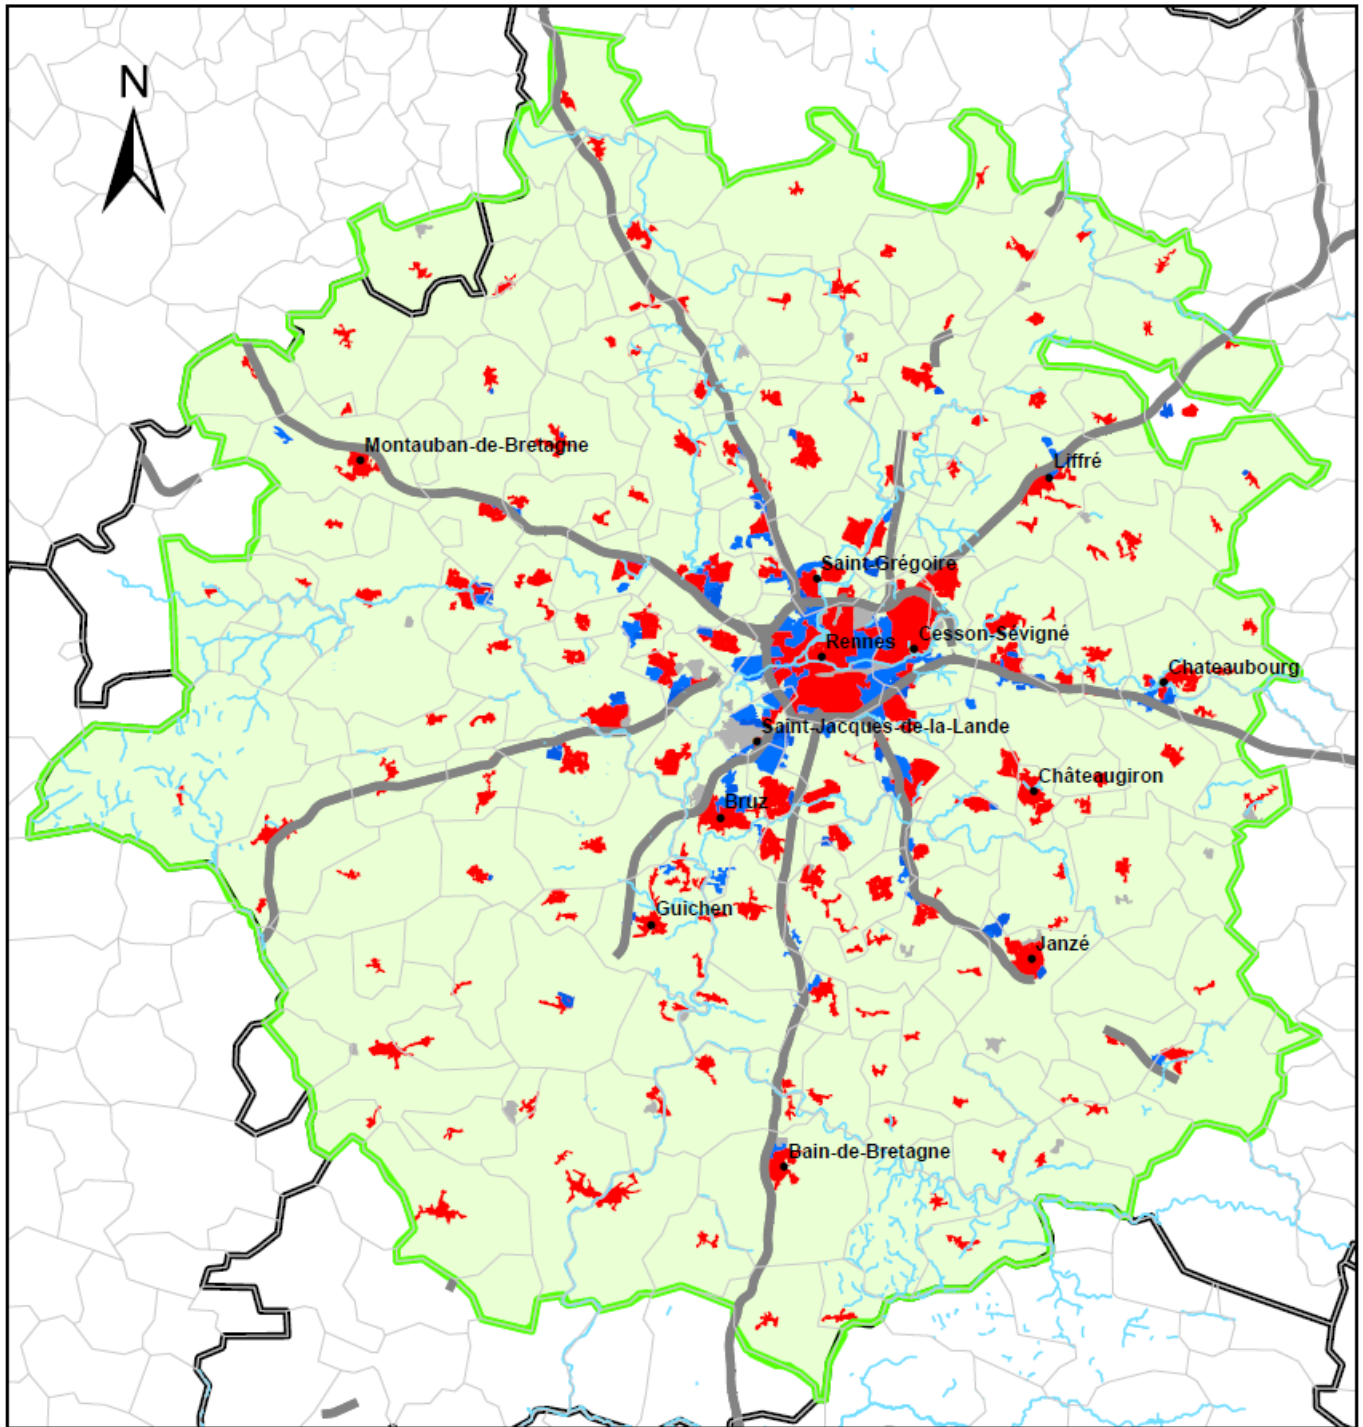 N
Montauban-de-Bretagne
Liffré
Saint-Grégoire
Cesson-Sévigné
Rennes
Chateaubourg
Saint-Jacques-de-la-Lande
Châteaugiron
Bruz
Guichen
Janzé
Bain-de-Bretagne